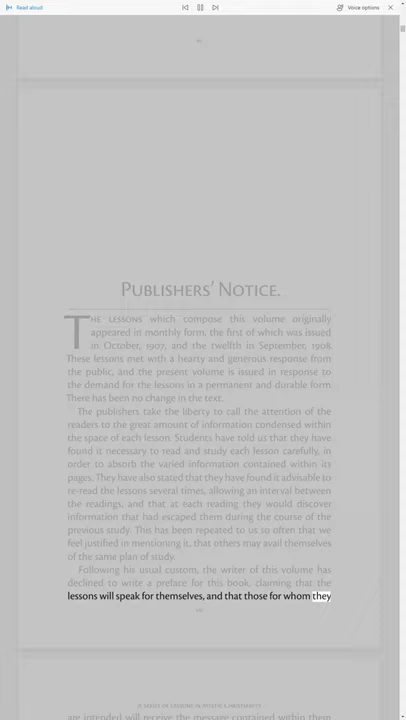 Read aloud
Voice options
PUBLISHERS' NOTICE.
THE LESSONS which compose this volume originally
appeared in monthly form, the first of which was issued
in October, 1907, and the twelfth in September, 1908.
These lessons met with a hearty and generous response from
the public, and the present volume is issued in response to
the demand for the lessons in a permanent and durable form.
There has been no change in the text.
The publishers take the liberty to call the attention of the
readers to the great amount of information condensed within
the space of each lesson. Students have told us that they have
found it necessary to read and study each lesson carefully, in
order to absorb the varied information contained within its
pages. They have also stated that they have found it advisable to
re-read the lessons several times, allowing an interval between
the readings, and that at each reading they would discover
information that had escaped them during the course of the
previous study. This has been repeated to us so often that we
feel justified in mentioning it, that others may avail themselves
of the same plan of study.
Following his usual custom, the writer of this volume has
declined to write a preface for this book, claiming that the
lessons will speak for themselves, and that those for whom they
A SERIES OF LESSONS IN MYSTIC CHRISTIANITY
are intended will receive the message contained within them